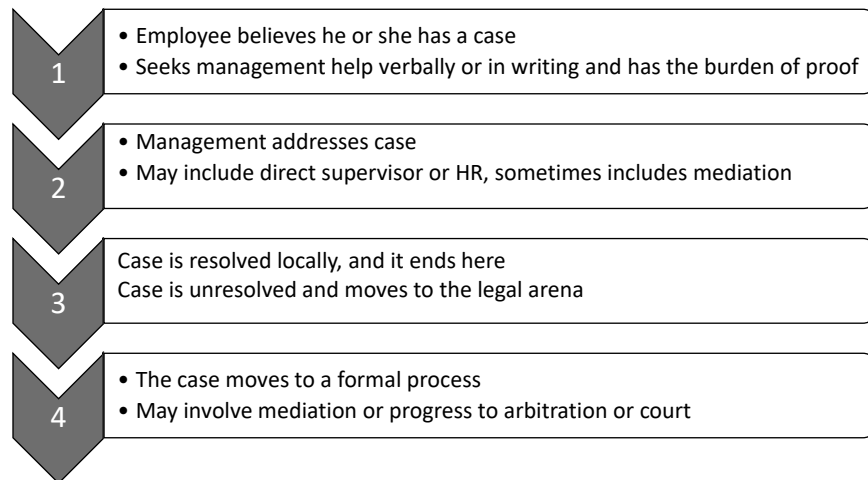 1
• Employee believes he or she has a case
• Seeks management help verbally or in writing and has the burden of proof
2
• Management addresses case
• May include direct supervisor or HR, sometimes includes mediation
3
Case is resolved locally, and it ends here
Case is unresolved and moves to the legal arena
4
• The case moves to a formal process
• May involve mediation or progress to arbitration or court